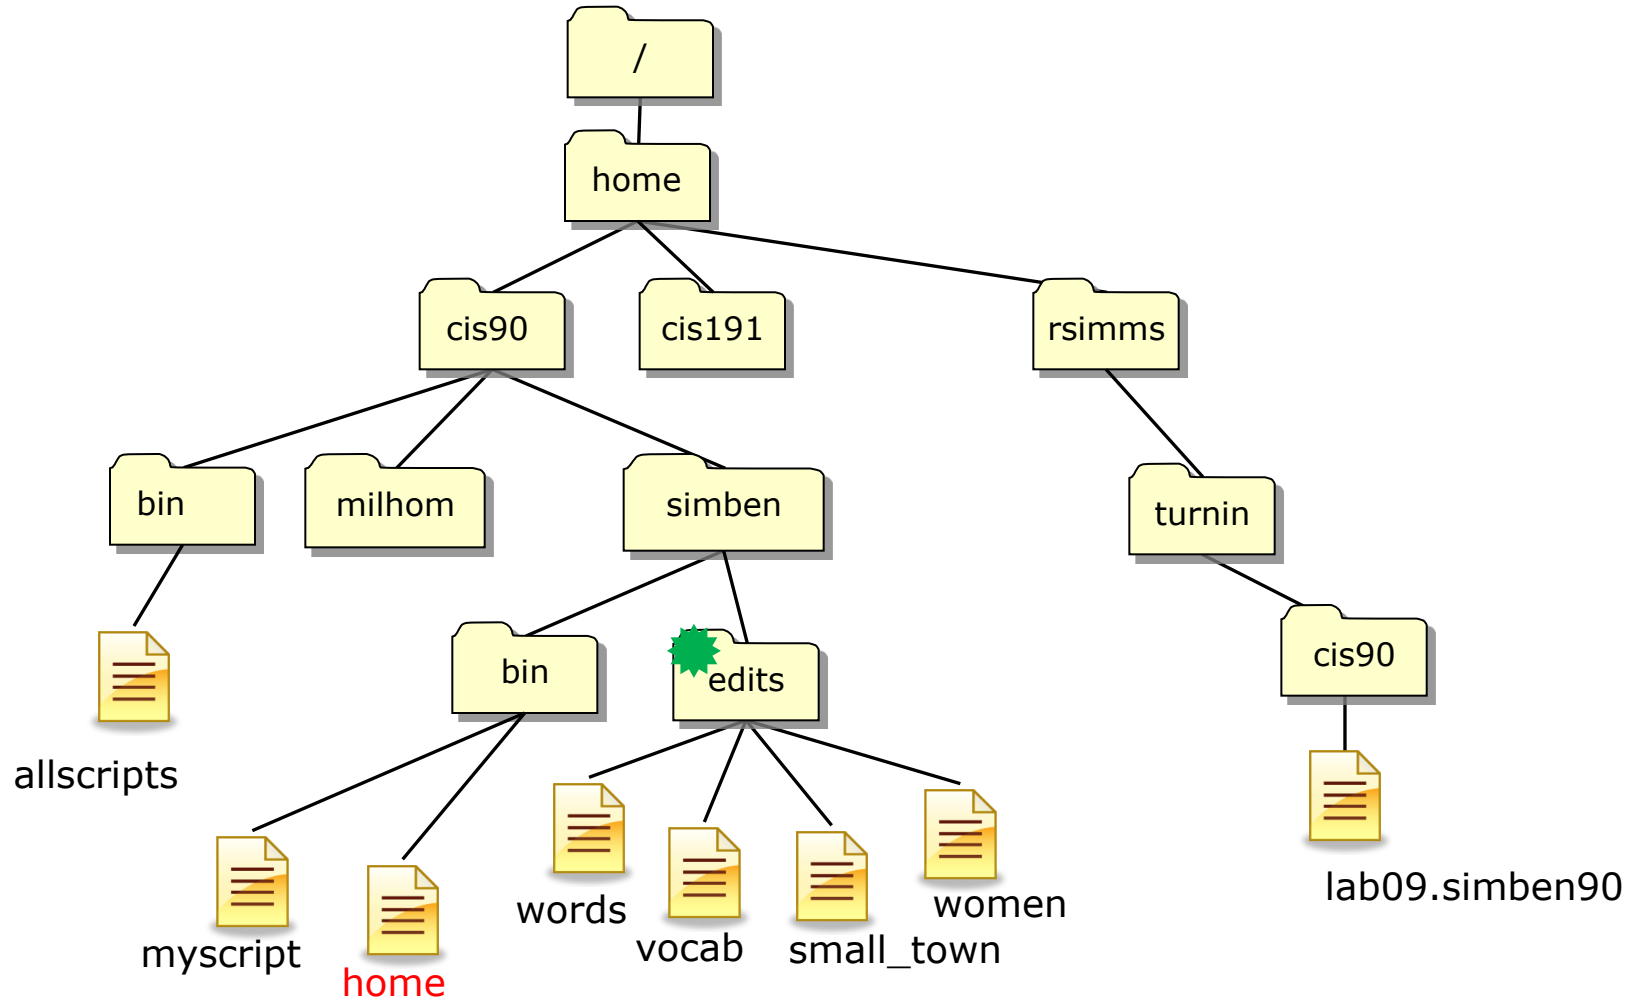 /
home
cis90
cis191
rsimms
bin
milhom
simben
turnin
bin
edits
cis90
allscripts
myscript
home
words
vocab
small_town
women
lab09.simben90